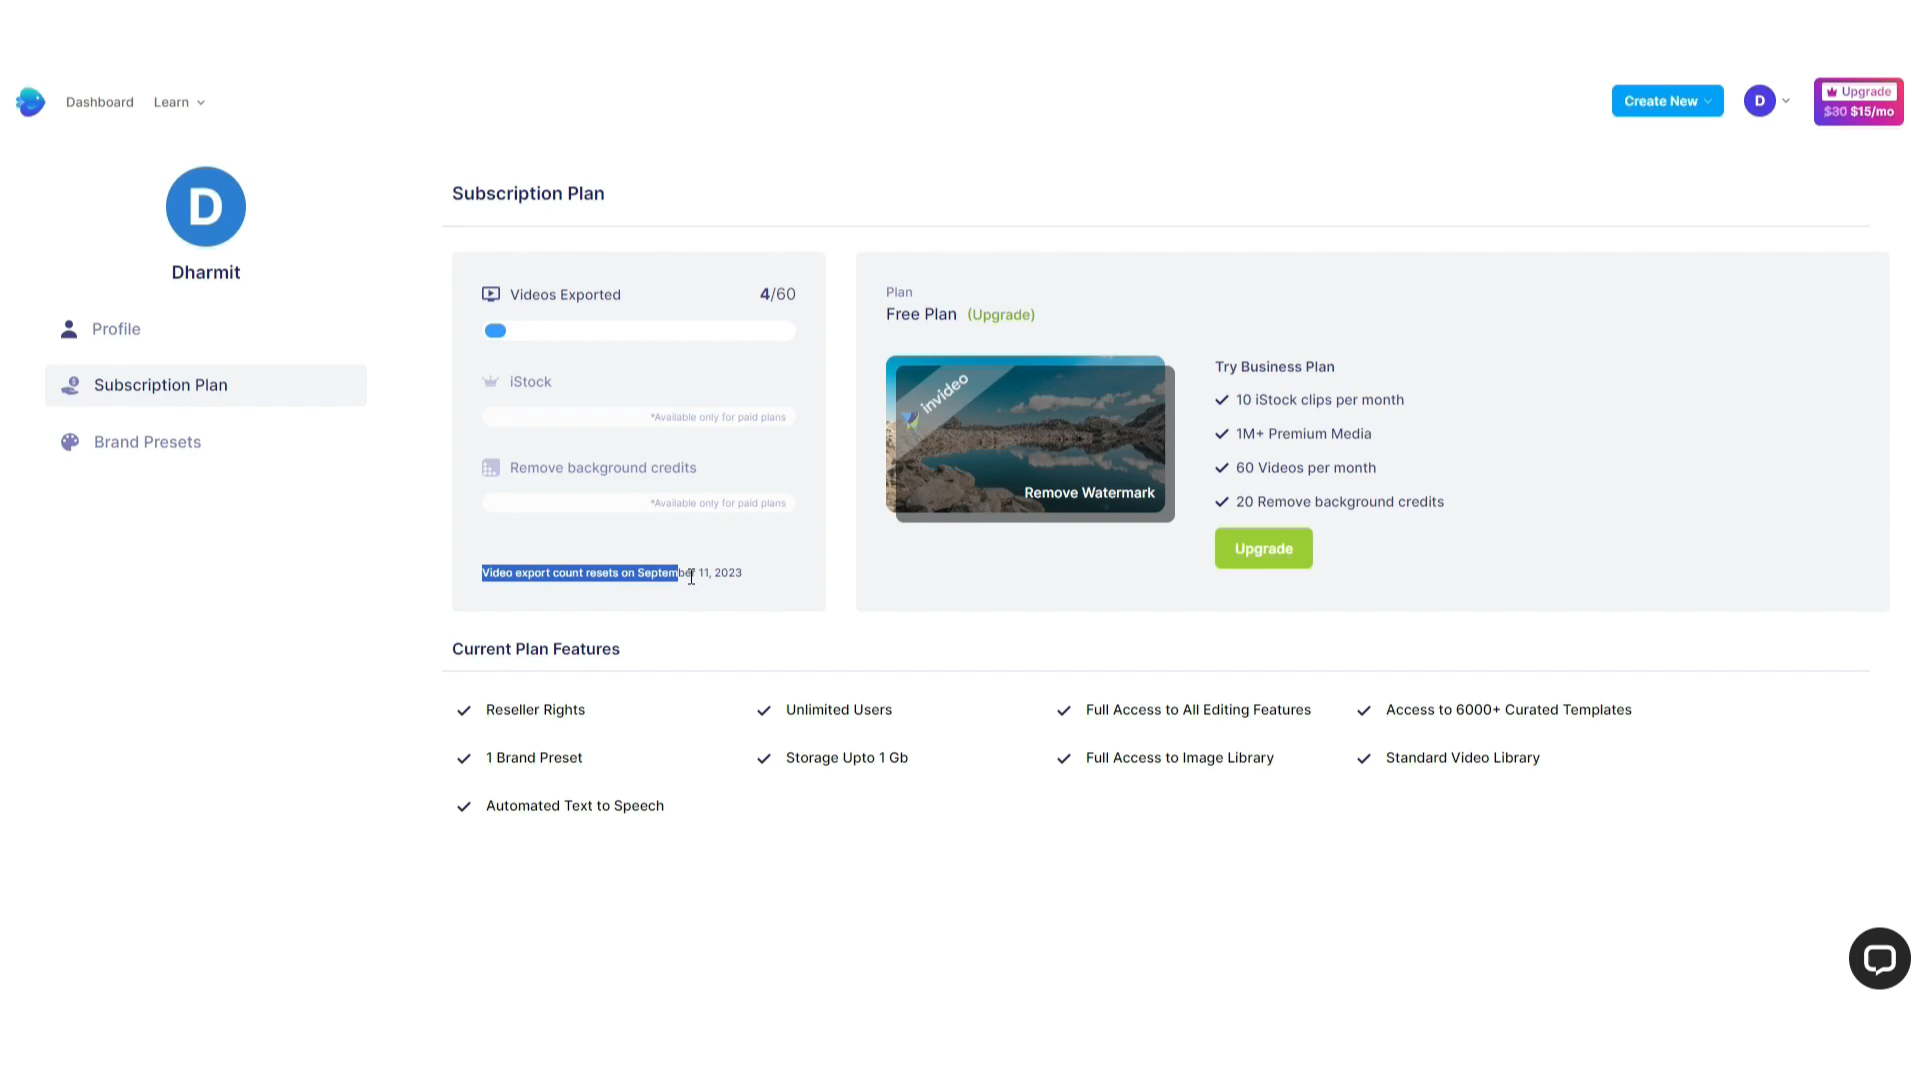 Dashboard
Learn
Create New
D
Upgrade
$30 $15/mo
D
Dharmit
Profile
Subscription Plan
Brand Presets
Subscription Plan
Videos Exported
4/60
iStock
*Available only for paid plans
Remove background credits
*Available only for paid plans
Video export count resets on September 11, 2023
Plan
Free Plan (Upgrade)
invideo
Remove Watermark
Try Business Plan
10 iStock clips per month
1M+ Premium Media
60 Videos per month
20 Remove background credits
Upgrade
Current Plan Features
Reseller Rights
Unlimited Users
Full Access to All Editing Features
Access to 6000+ Curated Templates
1 Brand Preset
Storage Upto 1 Gb
Full Access to Image Library
Standard Video Library
Automated Text to Speech